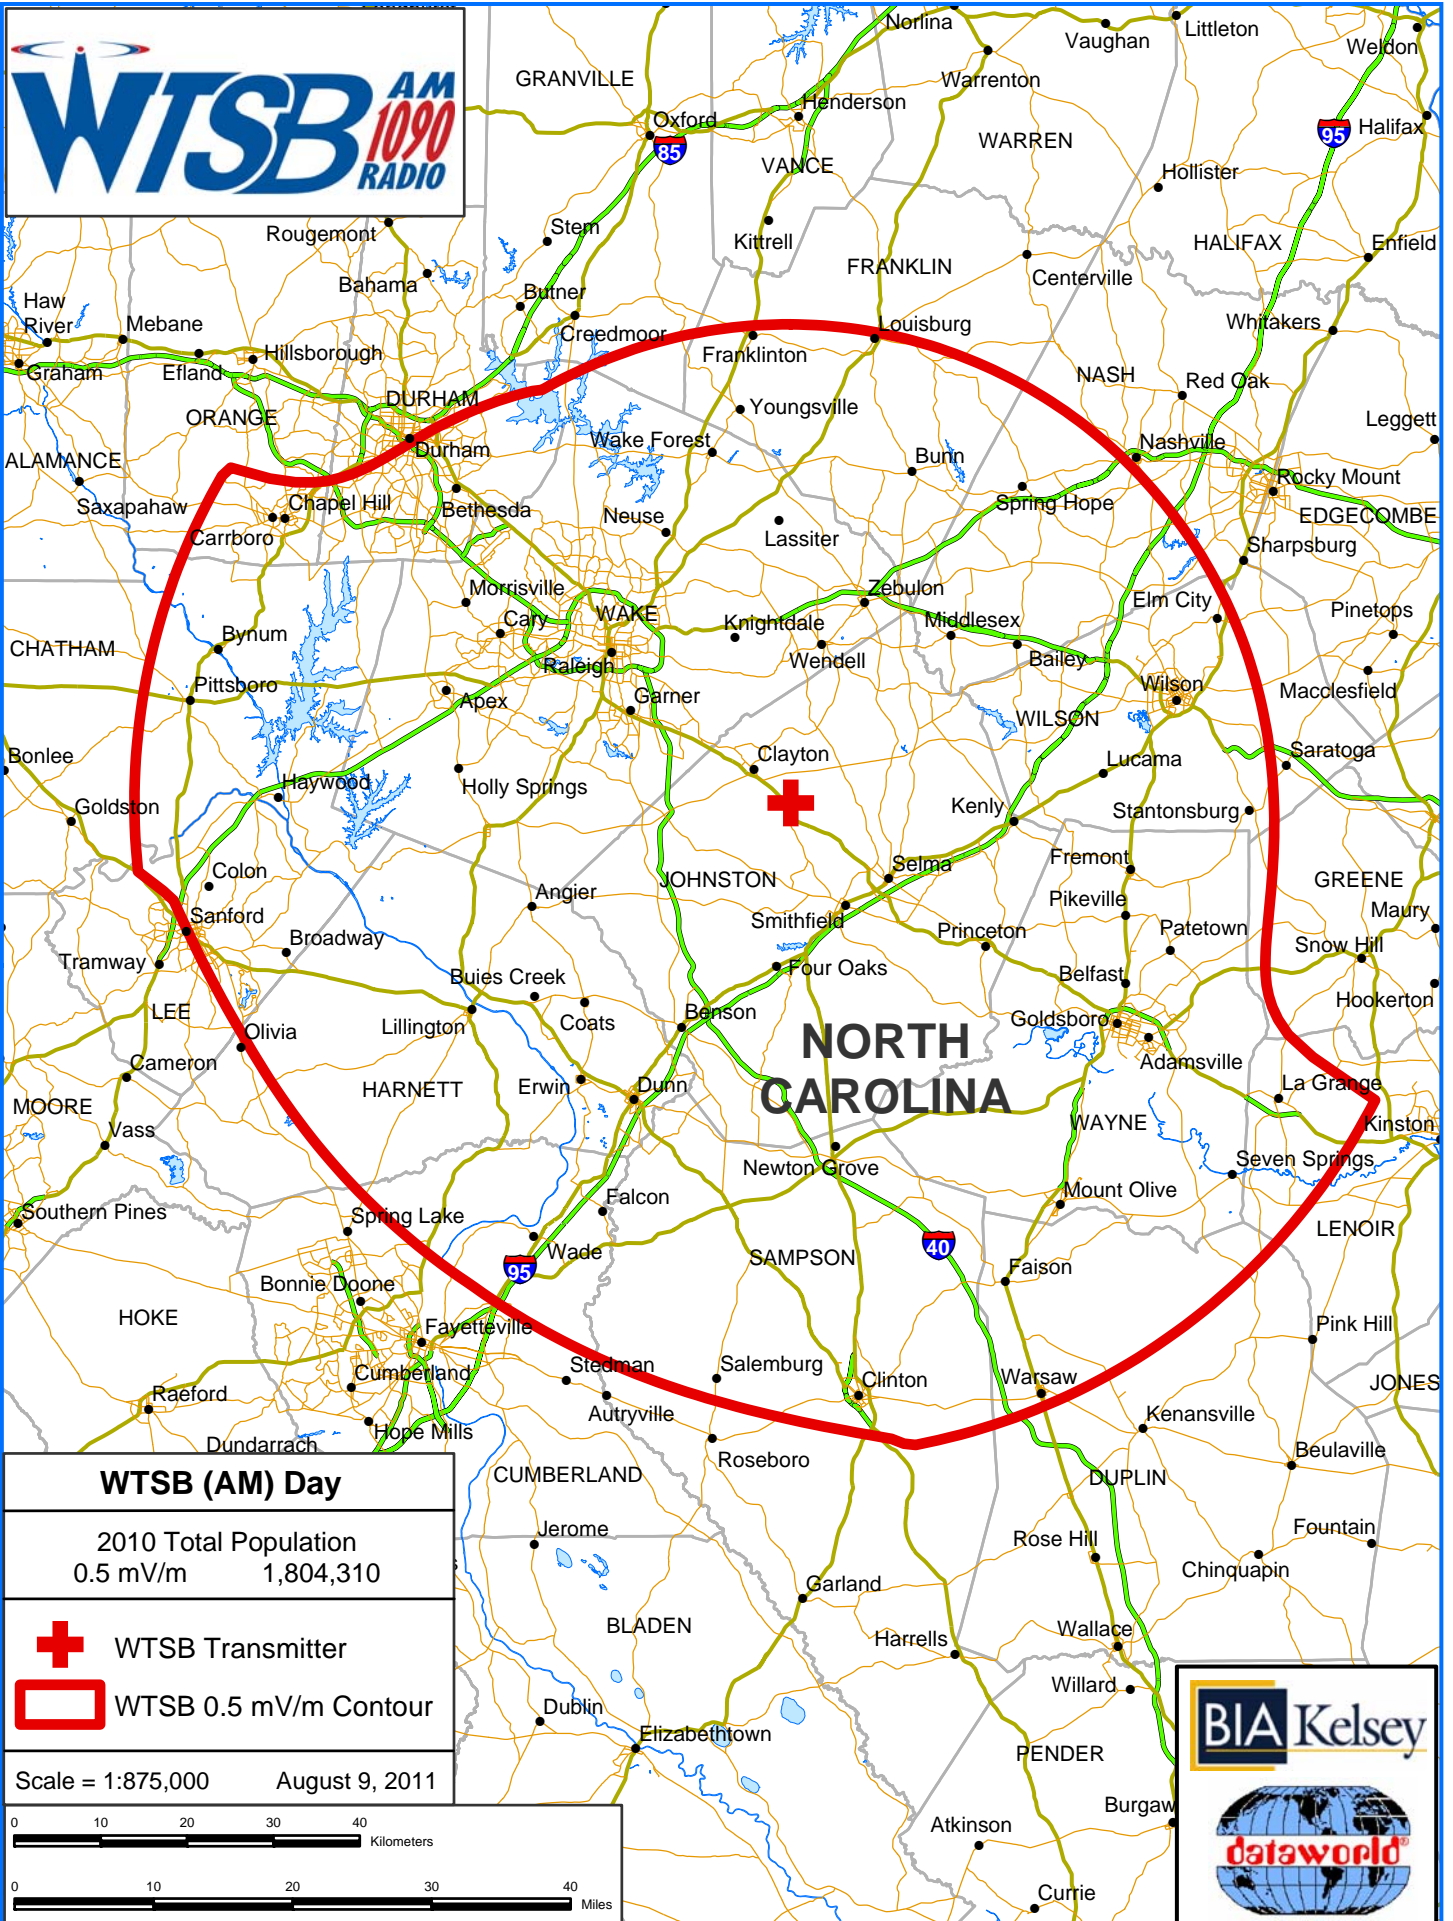 WTSB
AM
1090
RADIO
Norlina
Vaughan
Littleton
Weldon
GRANVILLE
Warrenton
Henderson
Oxford
85
WARREN
95
Halifax
VANCE
Hollister
Rougemont
Stem
Kittrell
HALIFAX
Enfield
FRANKLIN
Centerville
Bahama
Butner
Haw
River
Mebane
Creedmoor
Louisburg
Whitakers
Graham
Efland
Hillsborough
Franklinton
NASH
Red Oak
DURHAM
ORANGE
Youngsville
Leggett
Durham
Wake Forest
Nashville
ALAMANCE
Bunn
Rocky Mount
Saxapahaw
Chapel Hill
Carrboro
Bethesda
Neuse
Spring Hope
EDGECOMBE
Lassiter
Sharpsburg
Morrisville
Zebulon
Elm City
Pinetops
WAKE
Cary
Knightdale
Middlesex
CHATHAM
Bynum
Raleigh
Wendell
Bailey
Pittsboro
Wilson
Macclesfield
Apex
Garner
WILSON
Bonlee
Clayton
Lucama
Saratoga
Haywood
Holly Springs
Goldston
Kenly
Stantonsburg
Colon
Selma
Fremont
JOHNSTON
GREENE
Angier
Pikeville
Sanford
Smithfield
Maury
Broadway
Princeton
Patetown
Snow Hill
Tramway
Buies Creek
Four Oaks
Belfast
LEE
Lillington
Coats
Benson
Goldsboro
Hookerton
Olivia
NORTH
CAROLINA
Adamsville
Cameron
HARNETT
Erwin
Dunn
La Grange
MOORE
WAYNE
Vass
Kinston
Newton Grove
Seven Springs
Southern Pines
Spring Lake
Falcon
Mount Olive
LENOIR
Wade
95
40
SAMPSON
Faison
Bonnie Doone
HOKE
Fayetteville
Pink Hill
Cumberland
Stedman
Salemburg
Clinton
Warsaw
JONES
Raeford
Autryville
Kenansville
Hope Mills
Dundarrach
Roseboro
Beulaville
CUMBERLAND
DUPLIN
WTSB (AM) Day
2010 Total Population
0.5 mV/m 1,804,310
Jerome
Rose Hill
Fountain
Chinquapin
Garland
BLADEN
Harrells
Wallace
WTSB Transmitter
Willard
WTSB 0.5 mV/m Contour
Dublin
Elizabethtown
PENDER
Scale = 1:875,000 August 9, 2011
Burgaw
Atkinson
Currie
0 10 20 30 40
Kilometers
0 10 20 30 40
Miles
BIA Kelsey
dataworld®